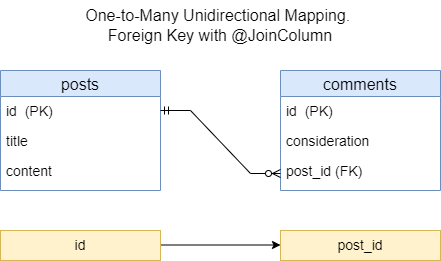 One-to-Many Unidirectional Mapping.
Foreign Key with @JoinColumn
posts
id (PK)
title
content
comments
id (PK)
consideration
post_id (FK)
id
post_id